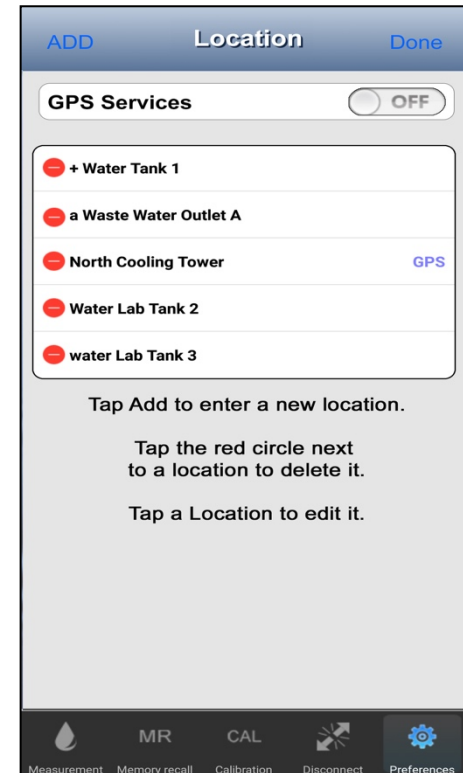 ADD Location Done
GPS Services OFF
+ Water Tank 1
a Waste Water Outlet A
North Cooling Tower GPS
Water Lab Tank 2
water Lab Tank 3
Tap Add to enter a new location.
Tap the red circle next
to a location to delete it.
Tap a Location to edit it.
MR CAL
Measurement Memory recall Calibration Disconnect Preferences